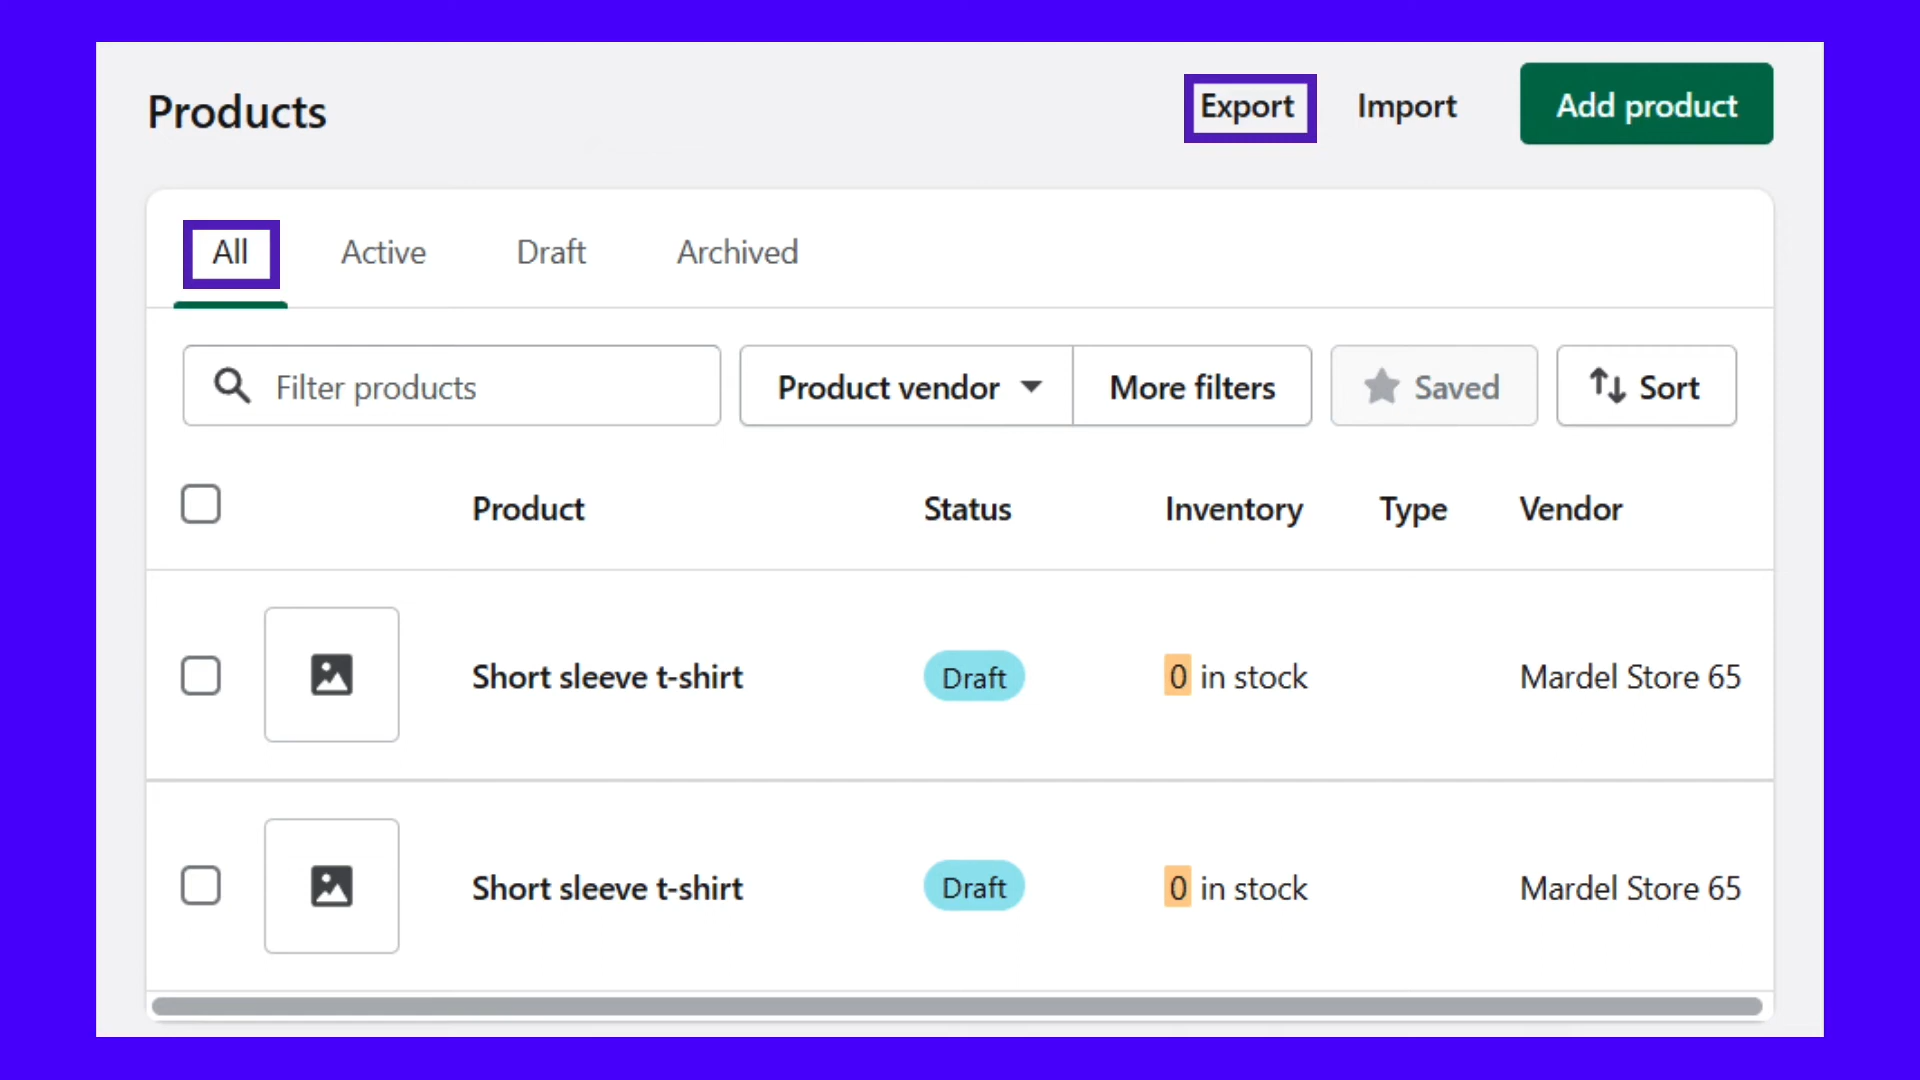 Products Export Import Add product
All Active Draft Archived
Filter products Product vendor More filters Saved Sort
Product Status Inventory Type Vendor
Short sleeve t-shirt Draft 0 in stock Mardel Store 65
Short sleeve t-shirt Draft 0 in stock Mardel Store 65